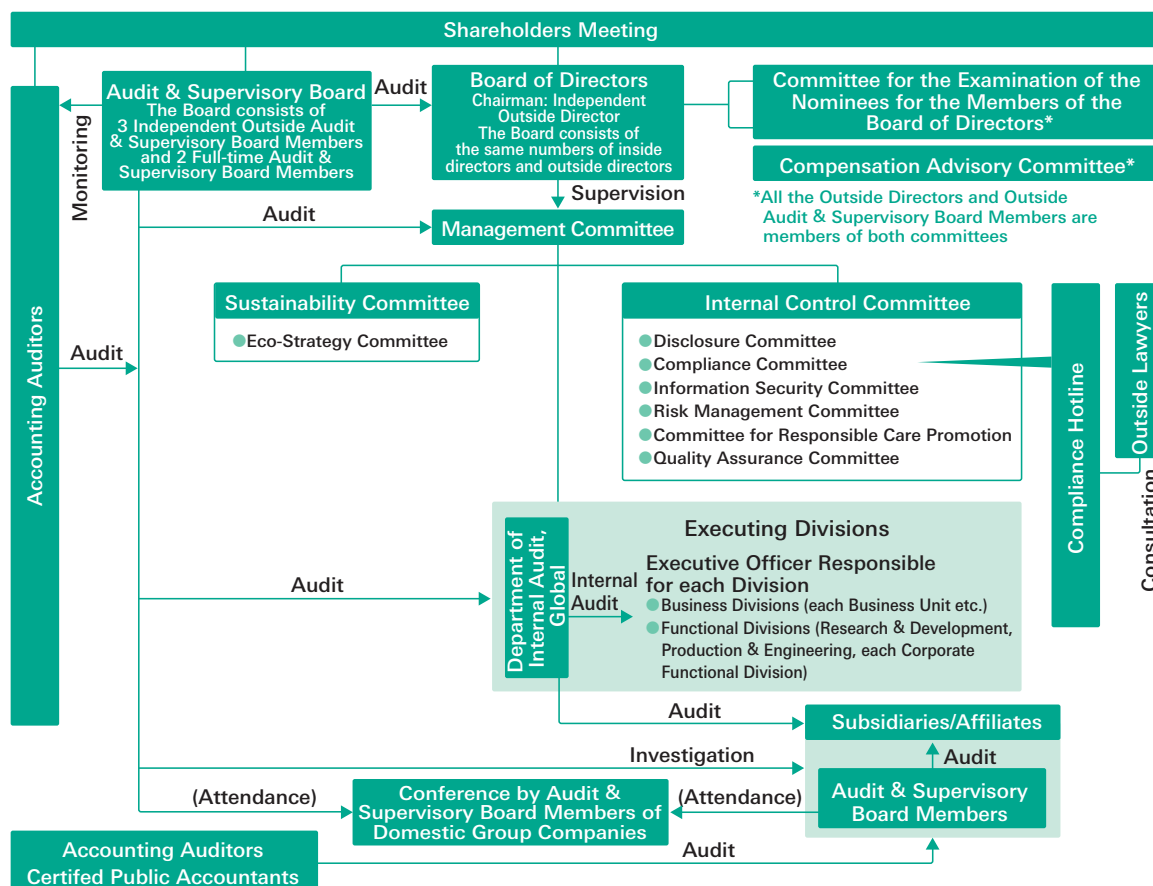 Shareholders Meeting
Audit & Supervisory Board
The Board consists of
3 Independent Outside Audit
& Supervisory Board Members
and 2 Full-time Audit &
Supervisory Board Members
Audit
Board of Directors
Chairman: Independent
Outside Director
The Board consists of
the same numbers of inside
directors and outside directors
Committee for the Examination of the
Nominees for the Members of the
Board of Directors*
Compensation Advisory Committee*
*All the Outside Directors and Outside
Audit & Supervisory Board Members are
members of both committees
Monitoring
Supervision
Audit
Management Committee
Accounting Auditors
Audit
Sustainability Committee
Eco-Strategy Committee
Internal Control Committee
Disclosure Committee
Compliance Committee
Information Security Committee
Risk Management Committee
Committee for Responsible Care Promotion
Quality Assurance Committee
Compliance Hotline
Outside Lawyers
Consultation
Executing Divisions
Audit
Department of
Internal Audit,
Global
Internal
Audit
Executive Officer Responsible
for each Division
Business Divisions (each Business Unit etc.)
Functional Divisions (Research & Development,
Production & Engineering, each Corporate
Functional Division)
Audit
Subsidiaries/Affiliates
Investigation
Audit
Audit & Supervisory
Board Members
(Attendance)
Conference by Audit &
Supervisory Board Members of
Domestic Group Companies
(Attendance)
Accounting Auditors
Certifed Public Accountants
Audit